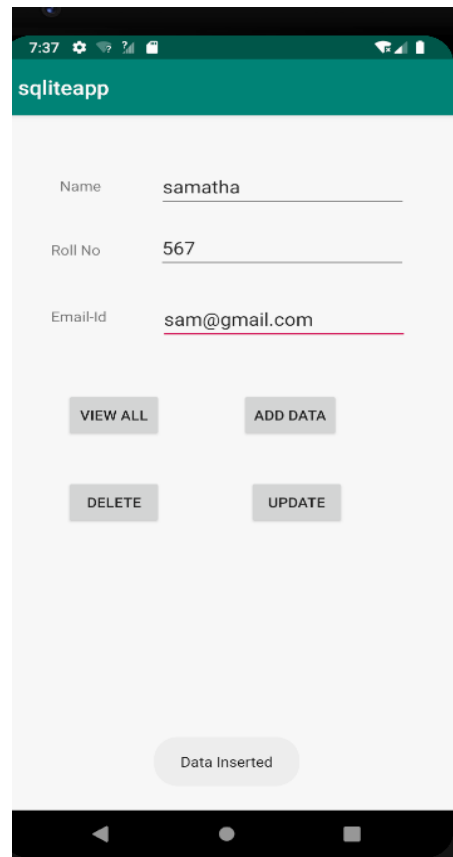 7:37
sqliteapp
Name samatha
Roll No 567
Email-Id sam@gmail.com
VIEW ALL ADD DATA
DELETE UPDATE
Data Inserted